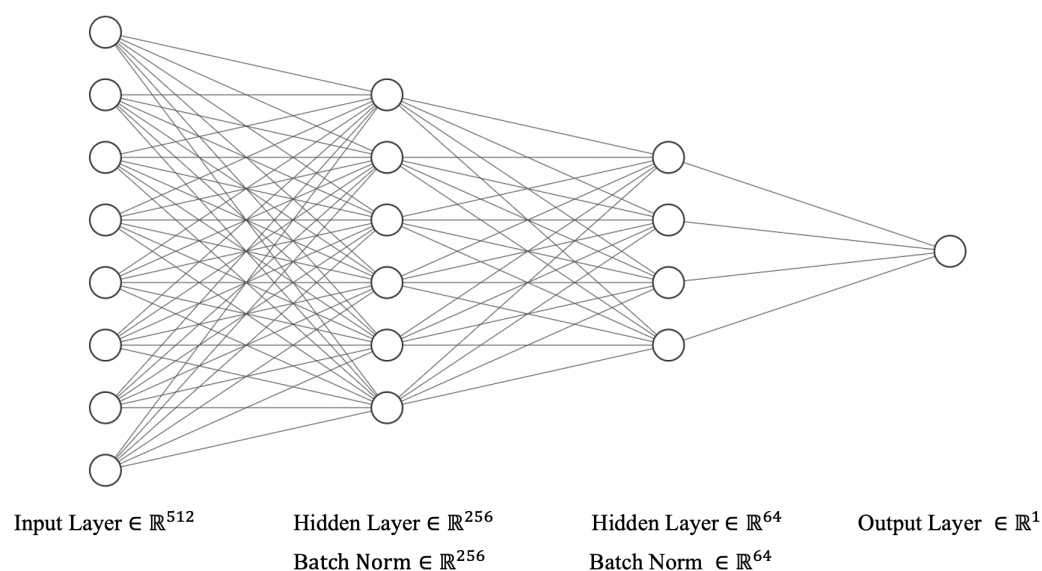 Input Layer ∈ ℝ⁵¹² Hidden Layer ∈ ℝ²⁵⁶ Hidden Layer ∈ ℝ⁶⁴ Output Layer ∈ ℝ¹
Batch Norm ∈ ℝ²⁵⁶ Batch Norm ∈ ℝ⁶⁴